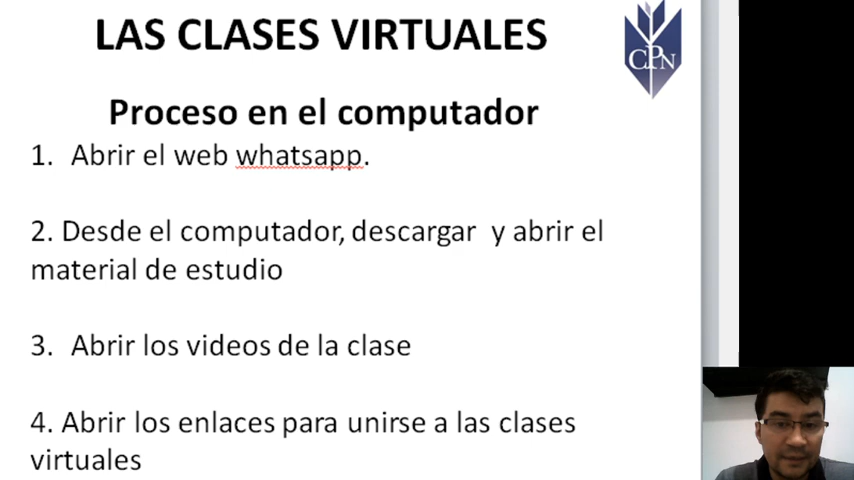 LAS CLASES VIRTUALES
CPN
Proceso en el computador
1. Abrir el web whatsapp.
2. Desde el computador, descargar y abrir el
material de estudio
3. Abrir los videos de la clase
4. Abrir los enlaces para unirse a las clases
virtuales